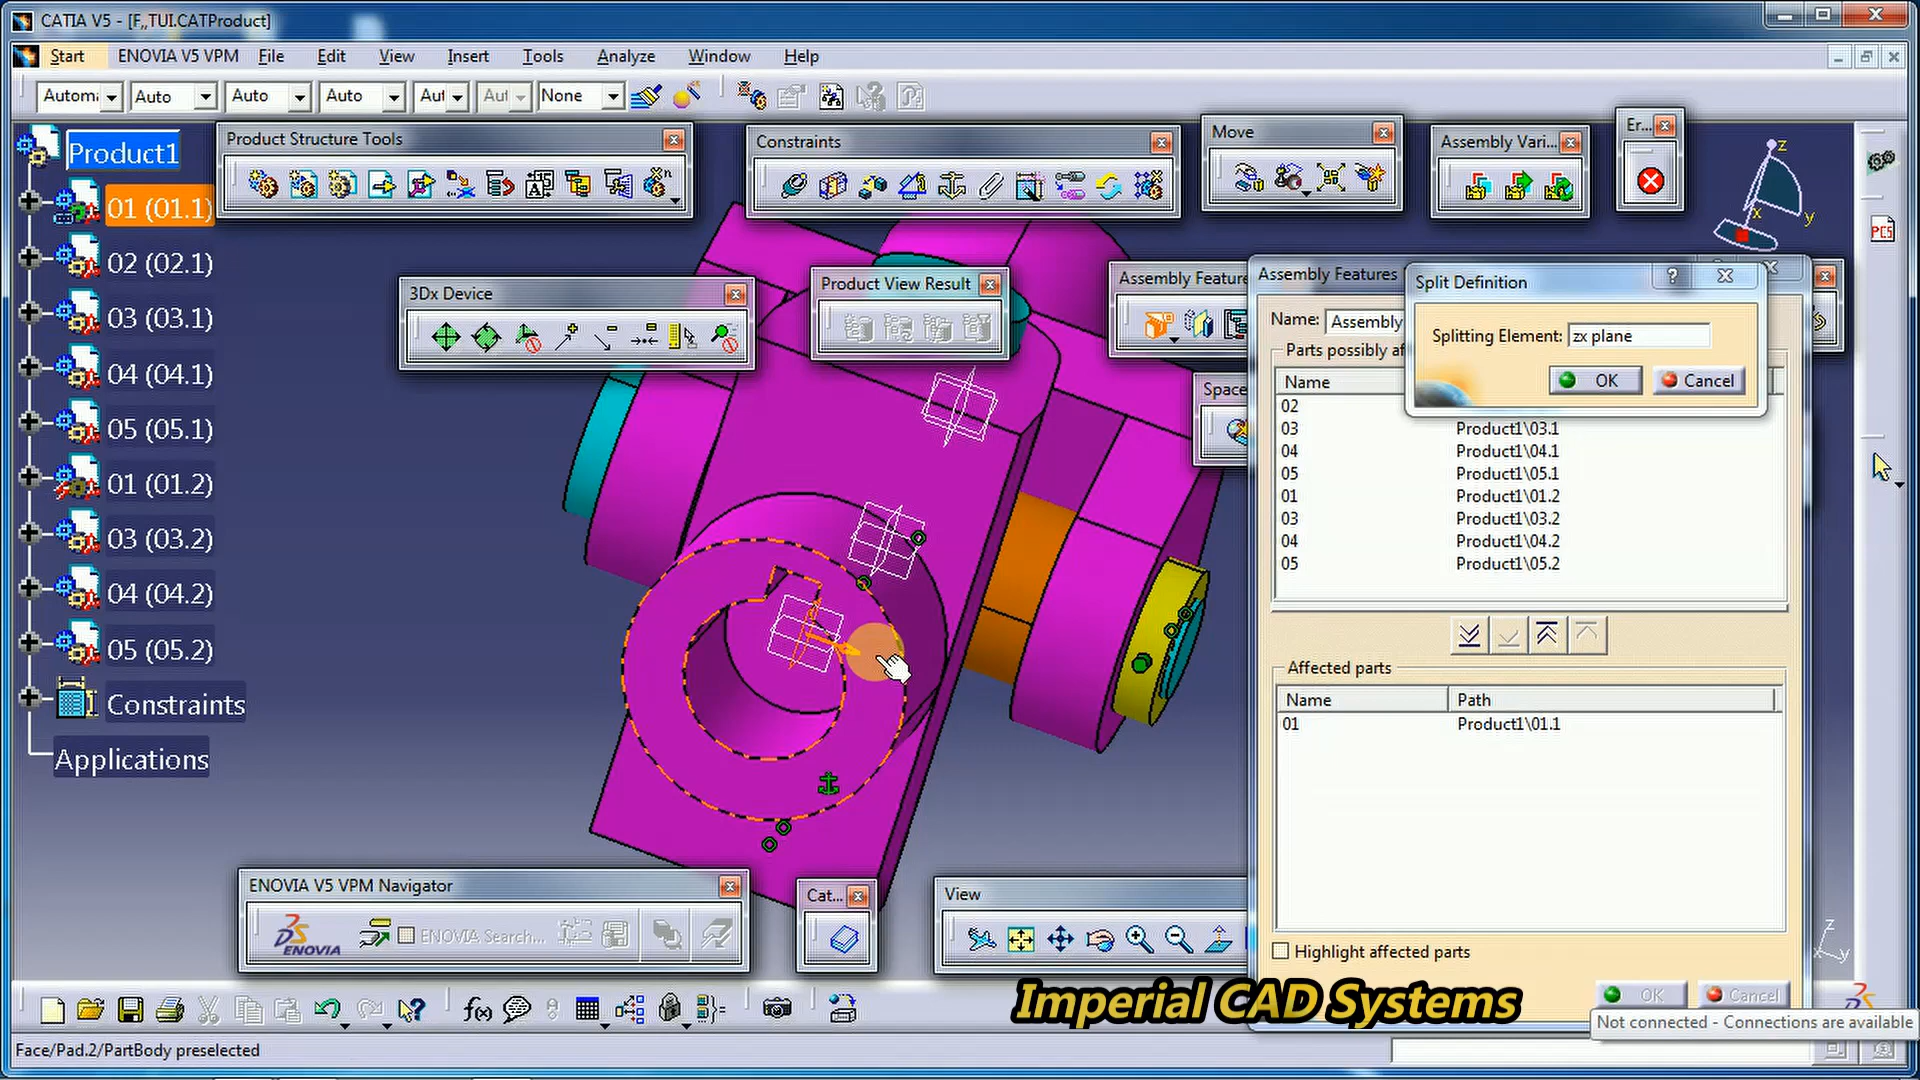 CATIA V5 - [F,,TUI.CATProduct]
Start ENOVIA V5 VPM File Edit View Insert Tools Analyze Window Help
Auto Auto Auto None
Product Structure Tools
Constraints
Move
Assembly Vari...
Er...
Product1
01 (01.1)
02 (02.1)
03 (03.1)
04 (04.1)
05 (05.1)
01 (01.2)
03 (03.2)
04 (04.2)
05 (05.2)
Constraints
Applications
z
x
y
PCS
3Dx Device
Product View Result
Assembly Feature
Assembly Features
Name: Assembly
Parts possibly af
Name
02
03 Product1\03.1
04 Product1\04.1
05 Product1\05.1
01 Product1\01.2
03 Product1\03.2
04 Product1\04.2
05 Product1\05.2
Split Definition
Splitting Element: zx plane
OK Cancel
Space
Affected parts
Name Path
01 Product1\01.1
Highlight affected parts
OK Cancel
ENOVIA V5 VPM Navigator
ENOVIA
ENOVIA Search...
Cat...
View
z
x y
Imperial CAD Systems
Not connected - Connections are available
Face/Pad.2/PartBody preselected